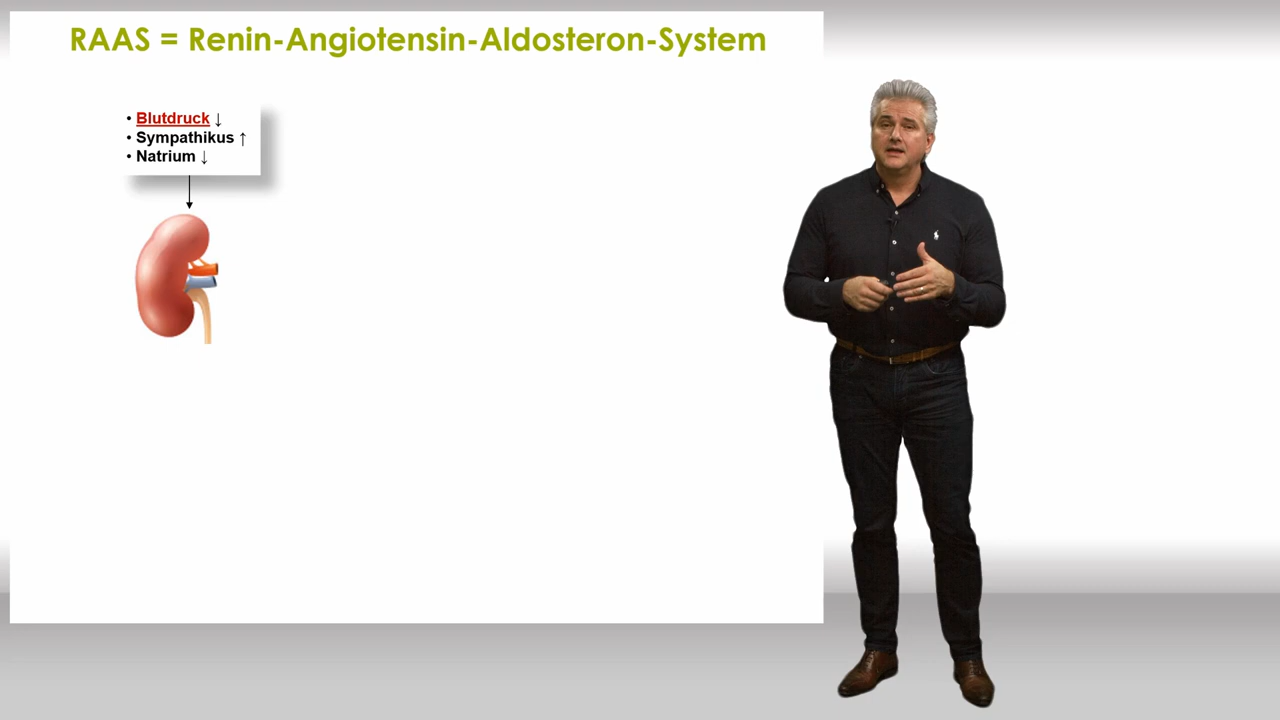 RAAS = Renin-Angiotensin-Aldosteron-System
• Blutdruck ↓
• Sympathikus ↑
• Natrium ↓